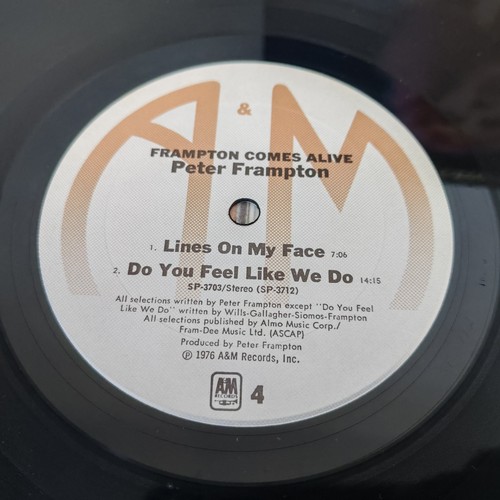 A & M
FRAMPTON COMES ALIVE
Peter Frampton
1. Lines On My Face 7:06
2. Do You Feel Like We Do 14:15
SP-3703/Stereo (SP-3712)
All selections written by Peter Frampton except "Do You Feel
Like We Do" written by Wills-Gallagher-Siomos-Frampton
All selections published by Almo Music Corp./
Fram-Dee Music Ltd. (ASCAP)
Produced by Peter Frampton
℗ 1976 A&M Records, Inc.
A&M
RECORDS
4